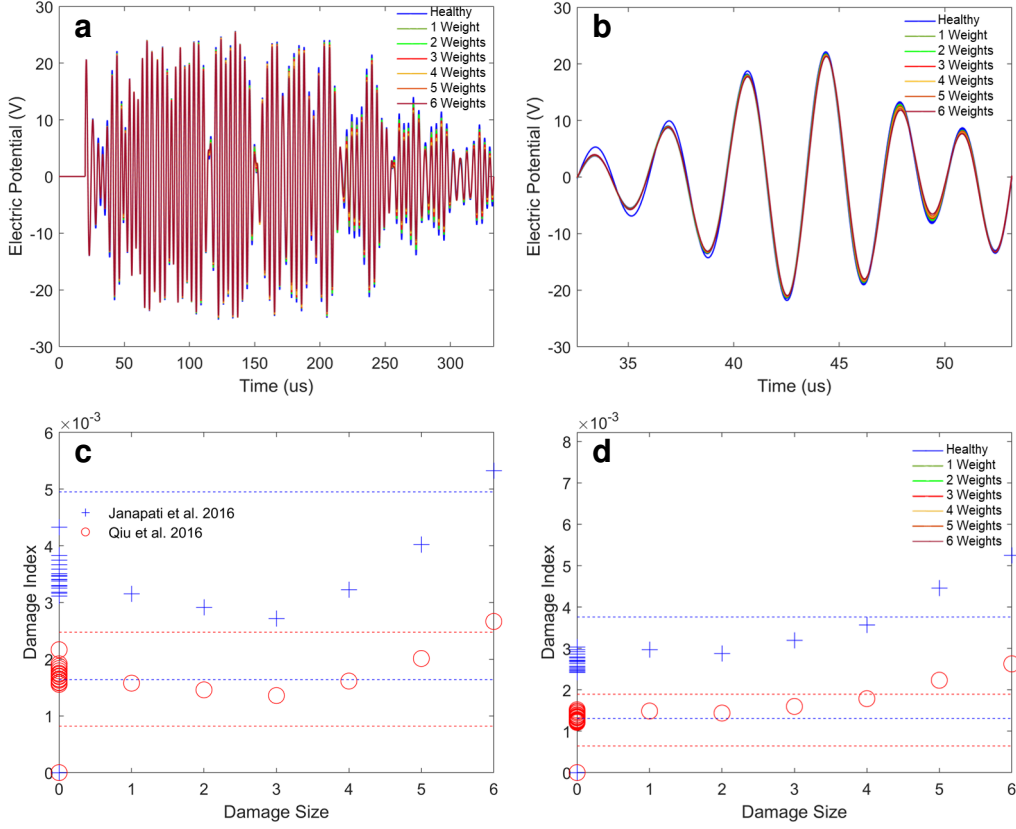 a
Healthy
1 Weight
2 Weights
3 Weights
4 Weights
5 Weights
6 Weights
30
20
10
0
-10
-20
-30
Electric Potential (V)
0
50
100
150
200
250
300
Time (us)
b
Healthy
1 Weight
2 Weights
3 Weights
4 Weights
5 Weights
6 Weights
30
20
10
0
-10
-20
-30
Electric Potential (V)
35
40
45
50
Time (us)
×10-3
c
Janapati et al. 2016
Qiu et al. 2016
6
5
4
3
2
1
0
Damage Index
0
1
2
3
4
5
6
Damage Size
×10-3
d
Healthy
1 Weight
2 Weights
3 Weights
4 Weights
5 Weights
6 Weights
8
7
6
5
4
3
2
1
0
Damage Index
0
1
2
3
4
5
6
Damage Size